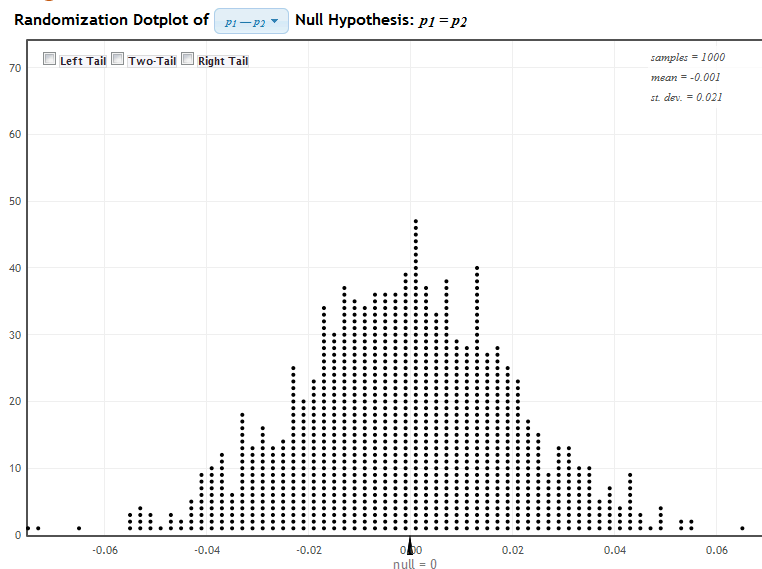 Randomization Dotplot of p1 — p2 Null Hypothesis: p1 = p2
Left Tail Two-Tail Right Tail
samples = 1000
mean = -0.001
st. dev. = 0.021
70
60
50
40
30
20
10
0
-0.06 -0.04 -0.02 0.00 0.02 0.04 0.06
null = 0